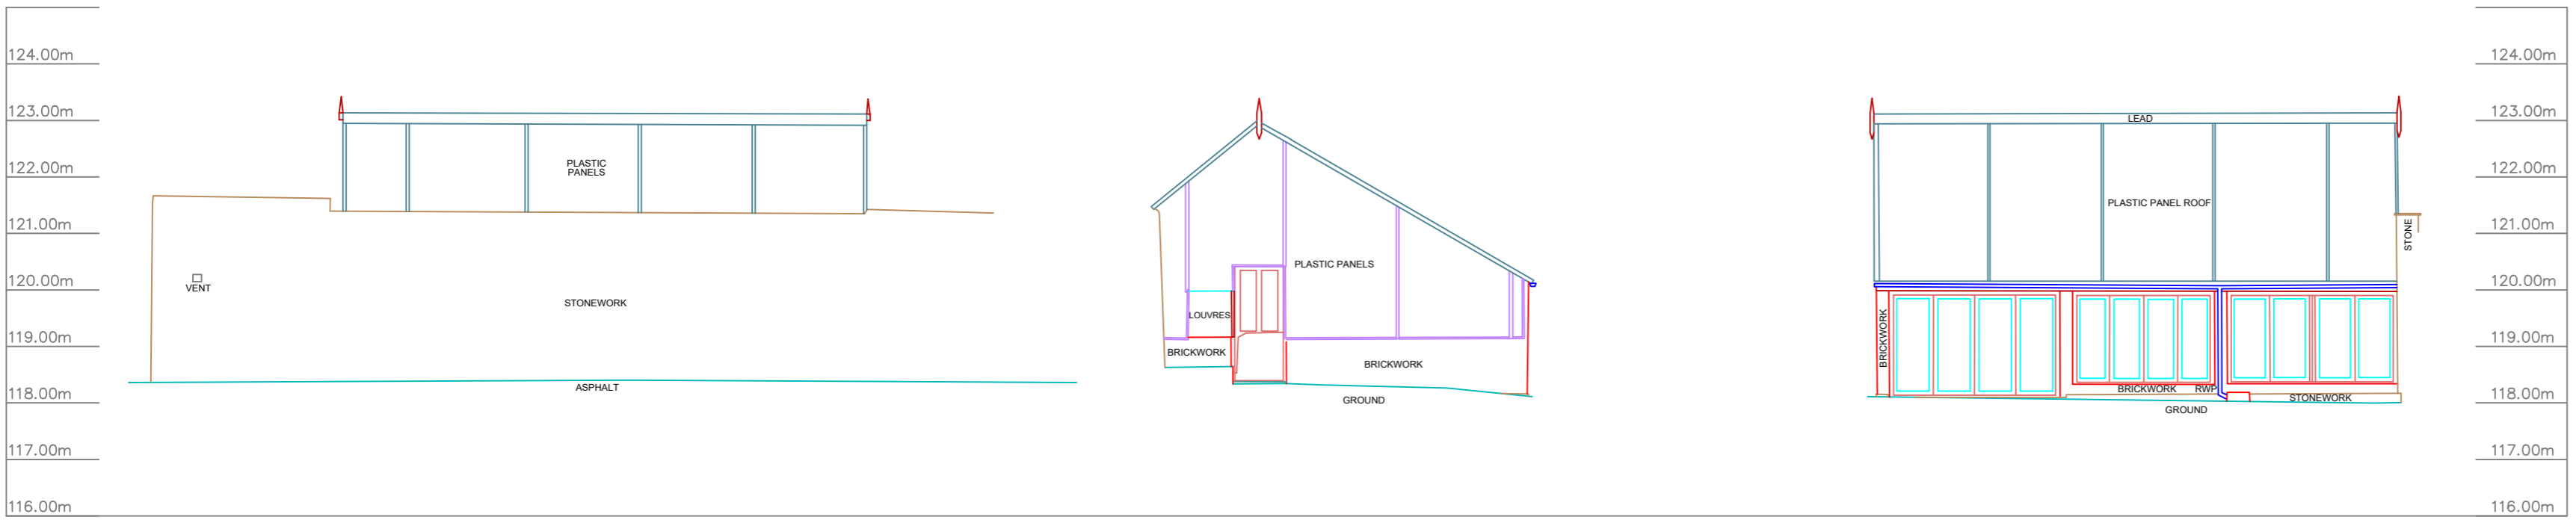 124.00m
123.00m
122.00m
121.00m
120.00m
119.00m
118.00m
117.00m
116.00m
PLASTIC
PANELS
VENT
STONEWORK
ASPHALT
PLASTIC PANELS
LOUVRES
BRICKWORK
BRICKWORK
GROUND
LEAD
PLASTIC PANEL ROOF
STONE
BRICKWORK
BRICKWORK
RWP
STONEWORK
GROUND
124.00m
123.00m
122.00m
121.00m
120.00m
119.00m
118.00m
117.00m
116.00m